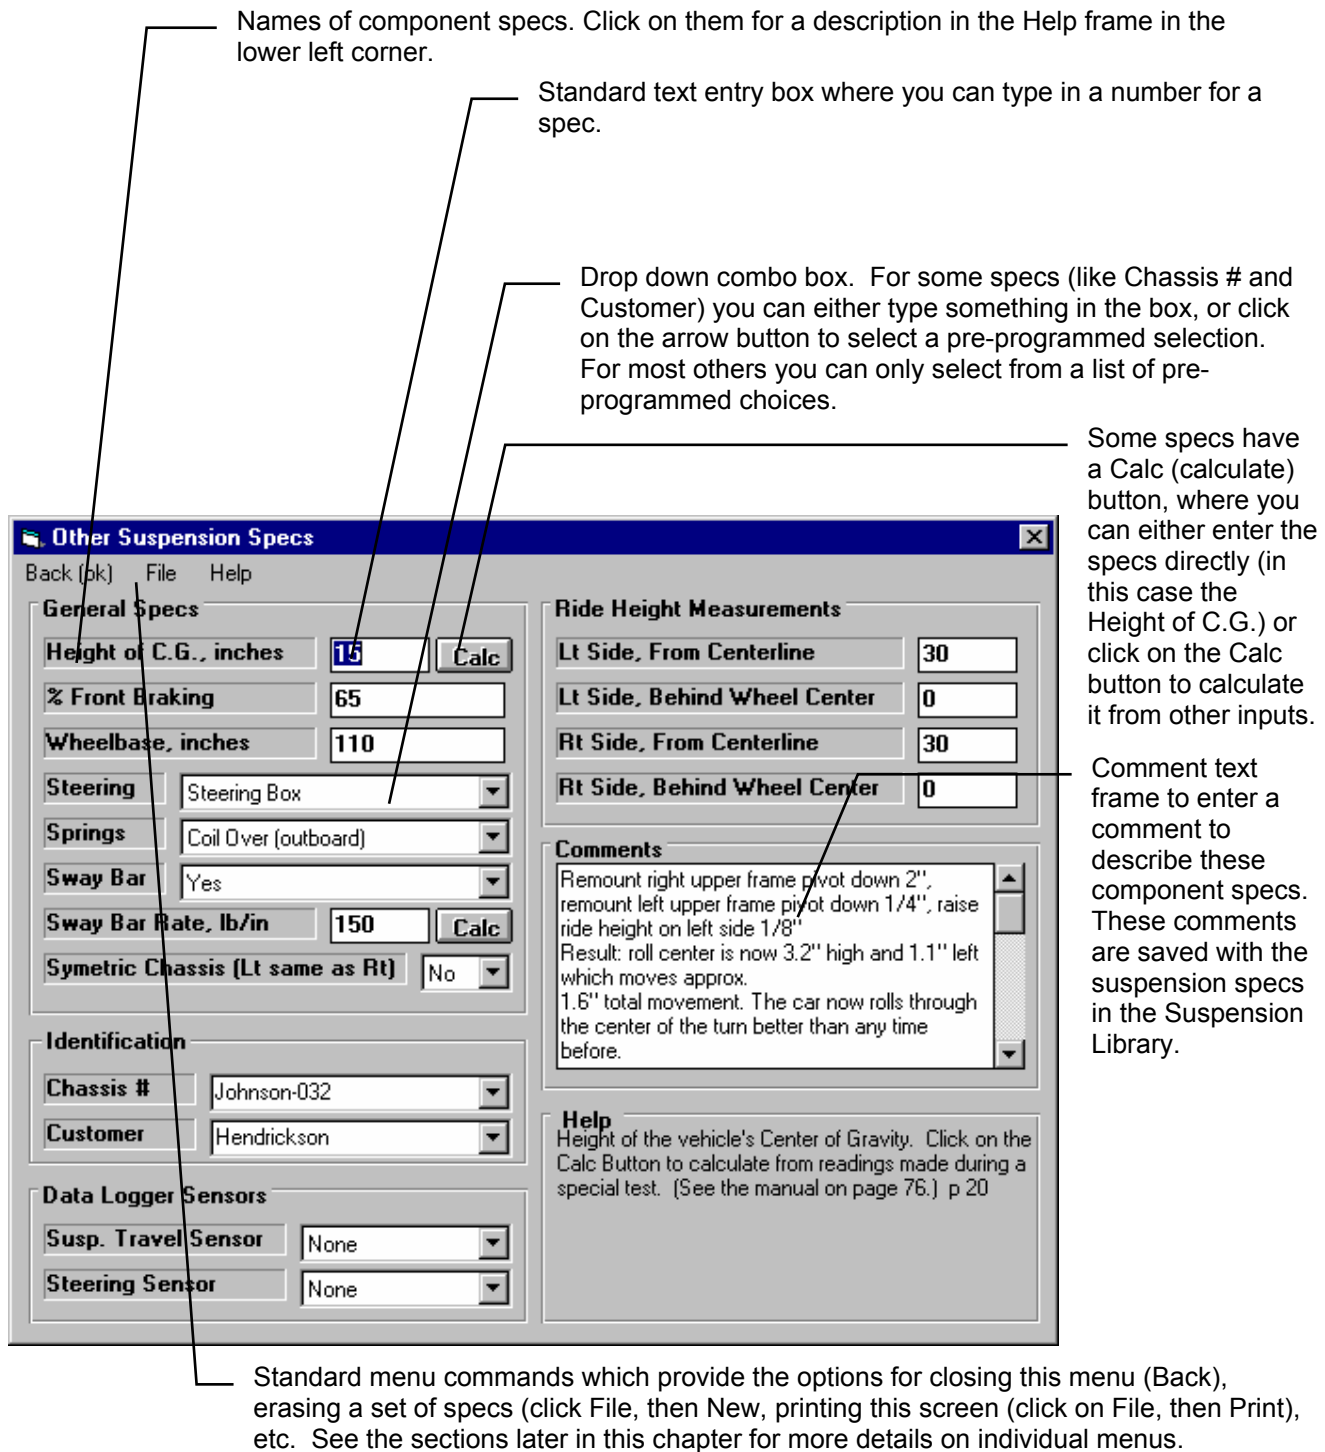 Names of component specs. Click on them for a description in the Help frame in the
lower left corner.
Standard text entry box where you can type in a number for a
spec.
Drop down combo box.  For some specs (like Chassis # and
Customer) you can either type something in the box, or click
on the arrow button to select a pre-programmed selection.
For most others you can only select from a list of pre-
programmed choices.
Some specs have
a Calc (calculate)
button, where you
can either enter the
specs directly (in
this case the
Height of C.G.) or
click on the Calc
button to calculate
it from other inputs.
Comment text
frame to enter a
comment to
describe these
component specs.
These comments
are saved with the
suspension specs
in the Suspension
Library.
Other Suspension Specs
Back (ok) File Help
General Specs
Height of C.G., inches 15 Calc
% Front Braking 65
Wheelbase, inches 110
Steering Steering Box
Springs Coil Over (outboard)
Sway Bar Yes
Sway Bar Rate, lb/in 150 Calc
Symetric Chassis (Lt same as Rt) No
Identification
Chassis # Johnson-032
Customer Hendrickson
Data Logger Sensors
Susp. Travel Sensor None
Steering Sensor None
Ride Height Measurements
Lt Side, From Centerline 30
Lt Side, Behind Wheel Center 0
Rt Side, From Centerline 30
Rt Side, Behind Wheel Center 0
Comments
Remount right upper frame pivot down 2",
remount left upper frame pivot down 1/4", raise
ride height on left side 1/8"
Result: roll center is now 3.2" high and 1.1" left
which moves approx.
1.6" total movement. The car now rolls through
the center of the turn better than any time
before.
Help
Height of the vehicle's Center of Gravity.  Click on the
Calc Button to calculate from readings made during a
special test.  (See the manual on page 76.)  p 20
Standard menu commands which provide the options for closing this menu (Back),
erasing a set of specs (click File, then New, printing this screen (click on File, then Print),
etc.  See the sections later in this chapter for more details on individual menus.